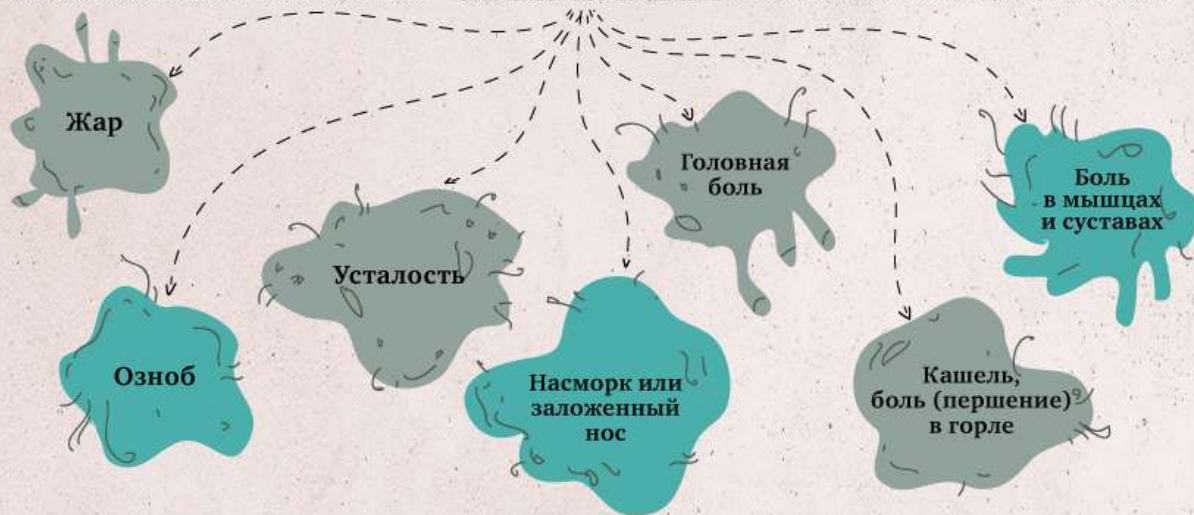 Жар
Головная
боль
Боль
в мышцах
и суставах
Усталость
Озноб
Насморк или
заложенный
нос
Кашель,
боль (першение)
в горле